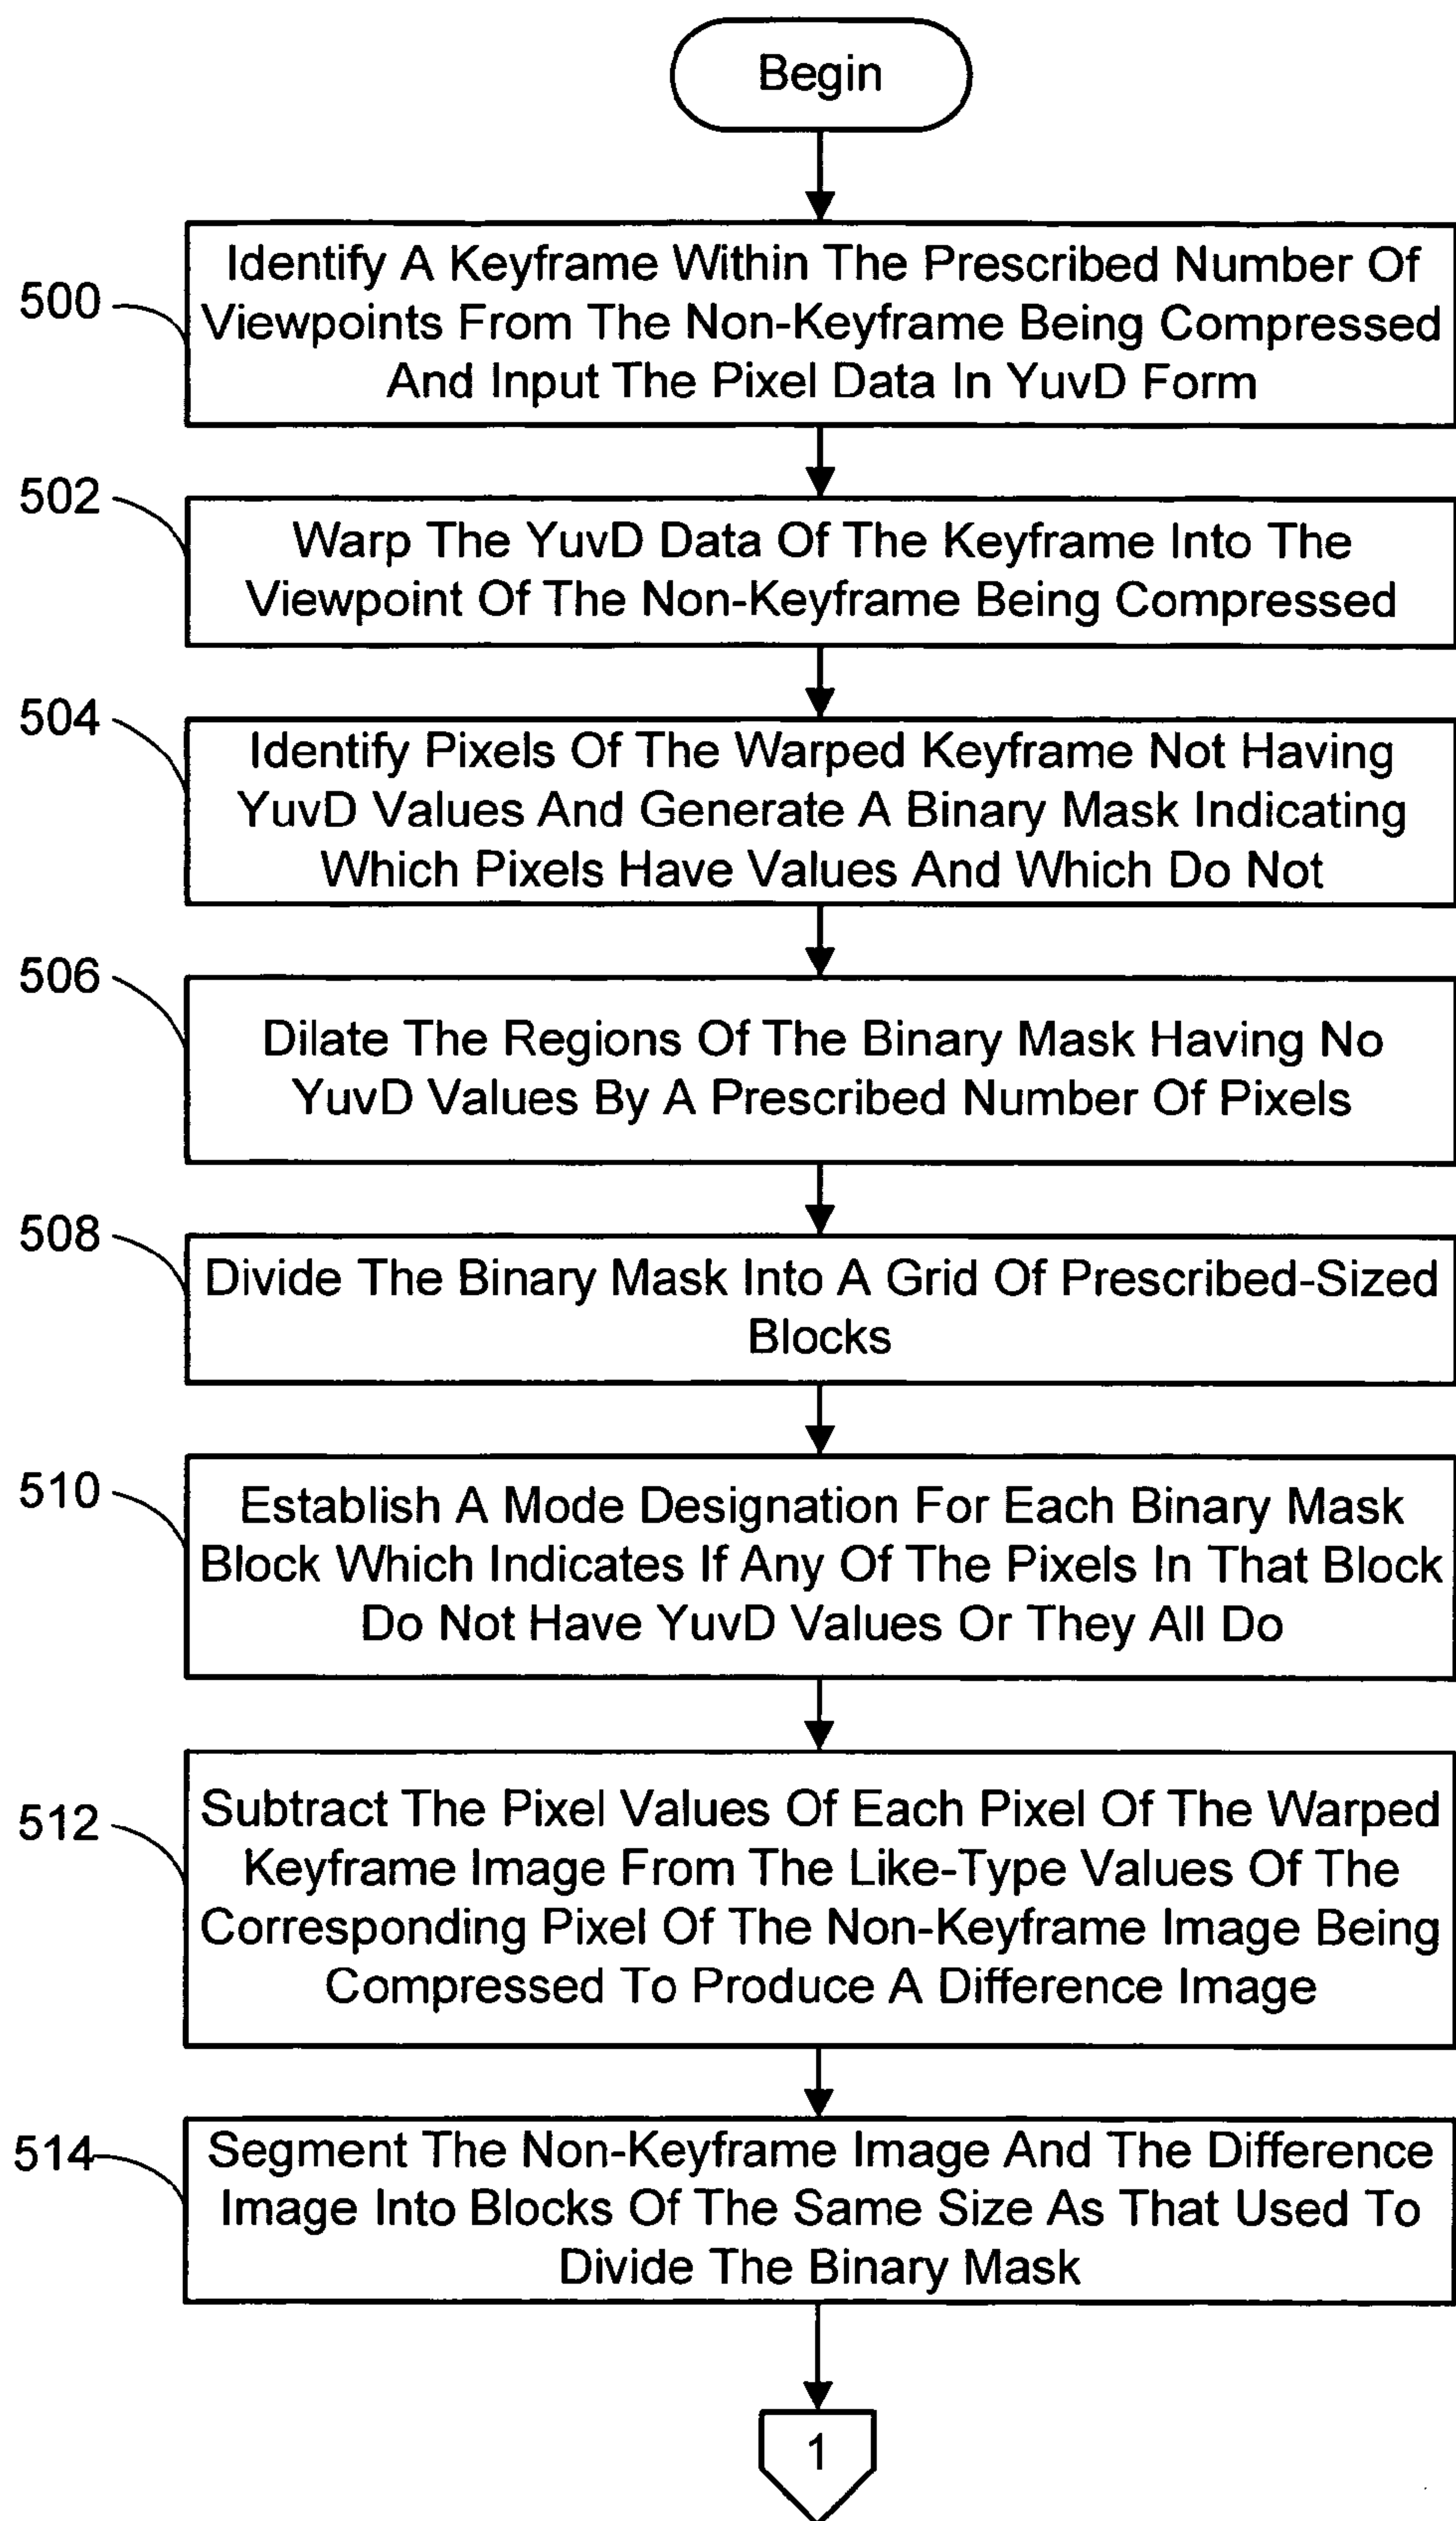 Begin
500
Identify A Keyframe Within The Prescribed Number Of
Viewpoints From The Non-Keyframe Being Compressed
And Input The Pixel Data In YuvD Form
502
Warp The YuvD Data Of The Keyframe Into The
Viewpoint Of The Non-Keyframe Being Compressed
504
Identify Pixels Of The Warped Keyframe Not Having
YuvD Values And Generate A Binary Mask Indicating
Which Pixels Have Values And Which Do Not
506
Dilate The Regions Of The Binary Mask Having No
YuvD Values By A Prescribed Number Of Pixels
508
Divide The Binary Mask Into A Grid Of Prescribed-Sized
Blocks
510
Establish A Mode Designation For Each Binary Mask
Block Which Indicates If Any Of The Pixels In That Block
Do Not Have YuvD Values Or They All Do
512
Subtract The Pixel Values Of Each Pixel Of The Warped
Keyframe Image From The Like-Type Values Of The
Corresponding Pixel Of The Non-Keyframe Image Being
Compressed To Produce A Difference Image
514
Segment The Non-Keyframe Image And The Difference
Image Into Blocks Of The Same Size As That Used To
Divide The Binary Mask
1